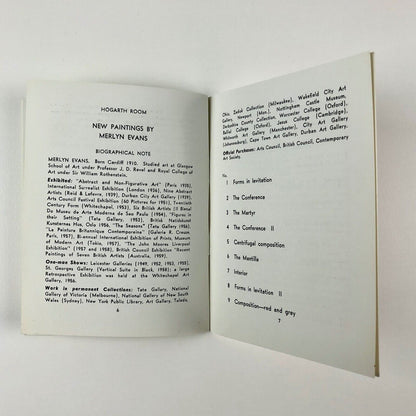 HOGARTH ROOM
NEW PAINTINGS BY
MERLYN EVANS
BIOGRAPHICAL NOTE
MERLYN EVANS. Born Cardiff 1910. Studied art at Glasgow
School of Art under Professor J. D. Revel and Royal College of
Art under Sir William Rothenstein.
Exhibited: "Abstract and Non-Figurative Art" (Paris 1938),
International Surrealist Exhibition (London 1936), Nine Abstract
Artists (Reid & Lefevre), Durban City Art Gallery (1939),
Arts Council Festival Exhibition (60 Pictures for 1951), Twentieth
Century Form (Whitechapel, 1953), Six British Artists (II Bienal
Do Museu de Arte Moderna de Sao Paulo (1954), "Figures in
their Setting" (Tate Gallery, 1953), British Natidskunst
Kunsternes Hus, Oslo, 1956, "The Seasons" (Tate Gallery, 1956)
"La Peinture Britannique Contemporaine" (Galerie E. Creuze
Paris, 1957), Bi-annual International Exhibition of Prints, Museum
of Modern Art (Tokio, 1957), "The John Moores Liverpool
Exhibition" (1957 and 1958), British Council Exhibition "Recent
Paintings of Seven British Artists (Australia, 1959).
One-man Shows: Leicester Galleries (1949, 1952, 1953, 1958),
St. Georges Gallery (Vertical Suite in Black, 1958); a large
Retrospective Exhibition was held at the Whitechapel Art
Gallery, 1956.
Work in permanent Collections: Tate Gallery, National
Gallery of Victoria (Melbourne), National Gallery of New South
Wales (Sydney), New York Public Library, Art Gallery, Toledo,
6
Ohio, Zadok Collection (Milwaukee), Wakefield City Art
Gallery, Newport (Mon.), Nottingham Castle Museum,
Derbyshire County Collection, Worcester College (Oxford),
Balliol College (Oxford), Jesus College (Cambridge),
Whitworth Art Gallery (Manchester), City Art Gallery
(Johannesburg), Cape Town Art Gallery, Durban Art Gallery.
Official Purchases: Arts Council, British Council, Contemporary
Art Society.
No.
1 Forms in levitation
2 The Conference
3 The Martyr
4 The Conference II
5 Centrifugal composition
6 The Mantilla
7 Interior
8 Forms in levitation II
9 Composition—red and grey
7